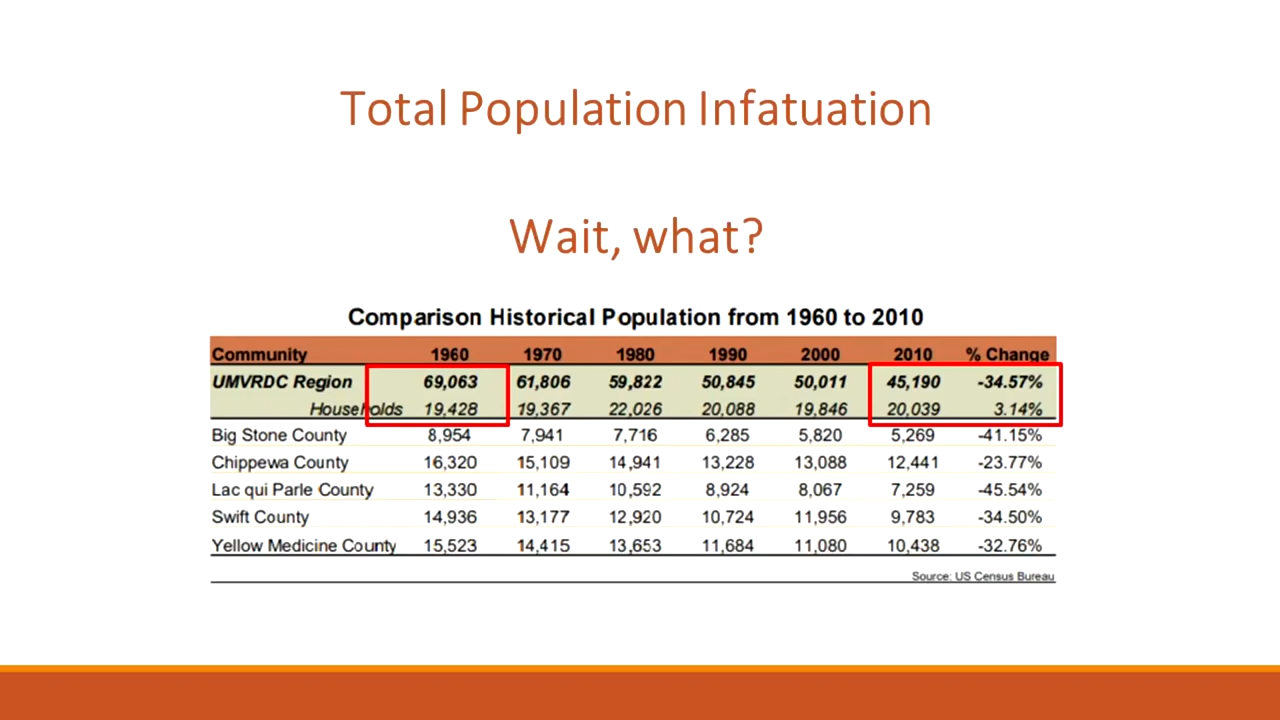 Total Population Infatuation
Wait, what?
Comparison Historical Population from 1960 to 2010
Community 1960 1970 1980 1990 2000 2010 % Change
UMVRDC Region 69,063 61,806 59,822 50,845 50,011 45,190 -34.57%
Households 19,428 19,367 22,026 20,088 19,846 20,039 3.14%
Big Stone County 8,954 7,941 7,716 6,285 5,820 5,269 -41.15%
Chippewa County 16,320 15,109 14,941 13,228 13,088 12,441 -23.77%
Lac qui Parle County 13,330 11,164 10,592 8,924 8,067 7,259 -45.54%
Swift County 14,936 13,177 12,920 10,724 11,956 9,783 -34.50%
Yellow Medicine County 15,523 14,415 13,653 11,684 11,080 10,438 -32.76%
Source: US Census Bureau